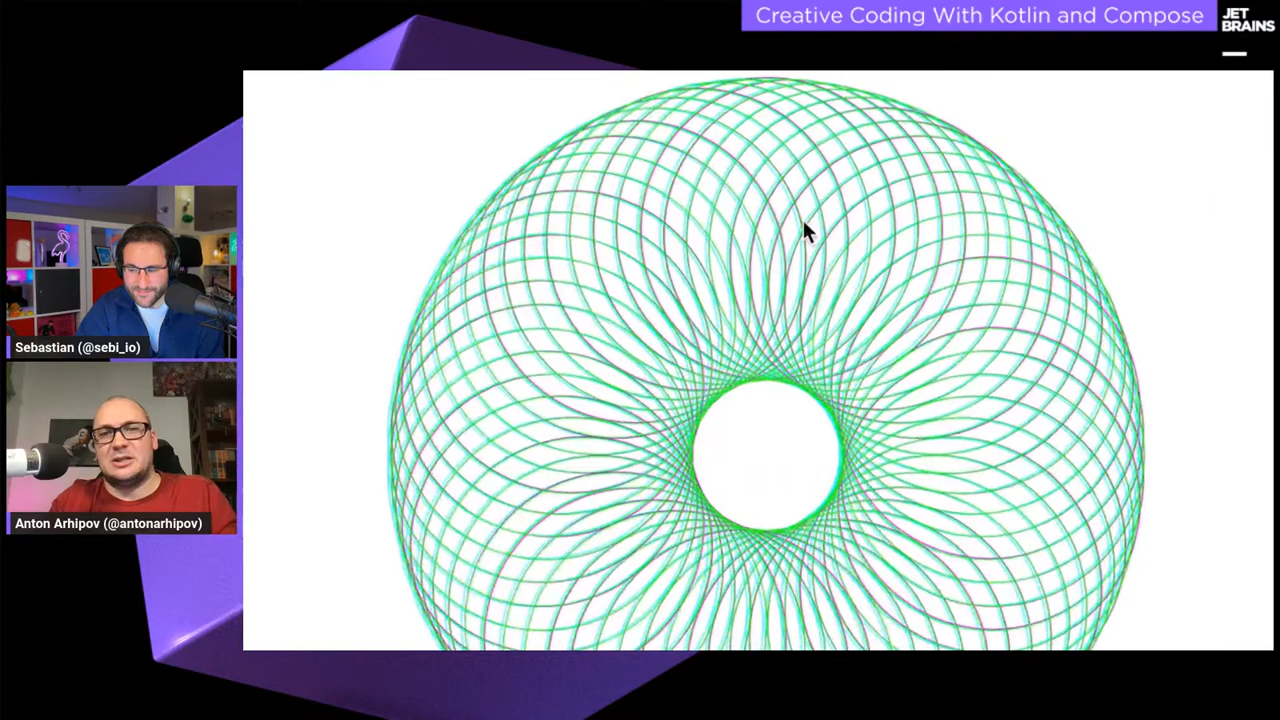 Creative Coding With Kotlin and Compose
JET
BRAINS
Sebastian (@sebi_io)
Anton Arhipov (@antonarhipov)